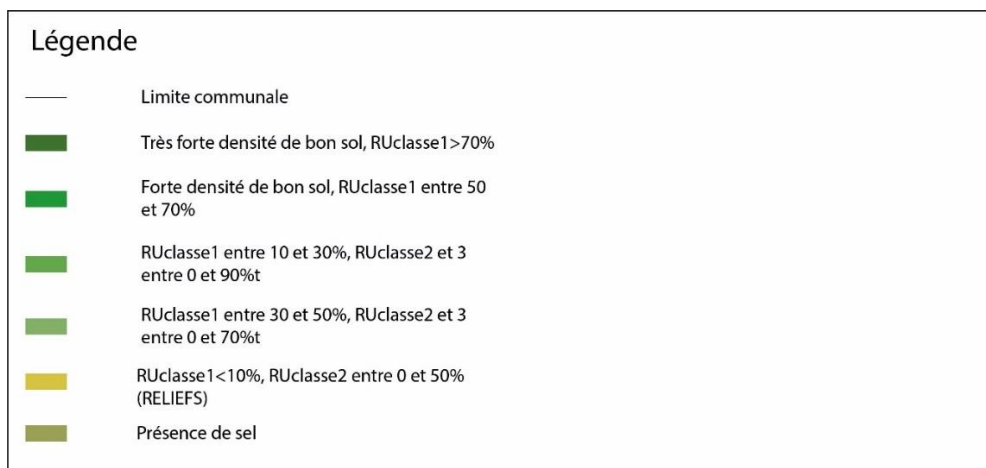 Légende
Limite communale
Très forte densité de bon sol, RUclasse1>70%
Forte densité de bon sol, RUclasse1 entre 50
et 70%
RUclasse1 entre 10 et 30%, RUclasse2 et 3
entre 0 et 90%t
RUclasse1 entre 30 et 50%, RUclasse2 et 3
entre 0 et 70%t
RUclasse1<10%, RUclasse2 entre 0 et 50%
(RELIEFS)
Présence de sel